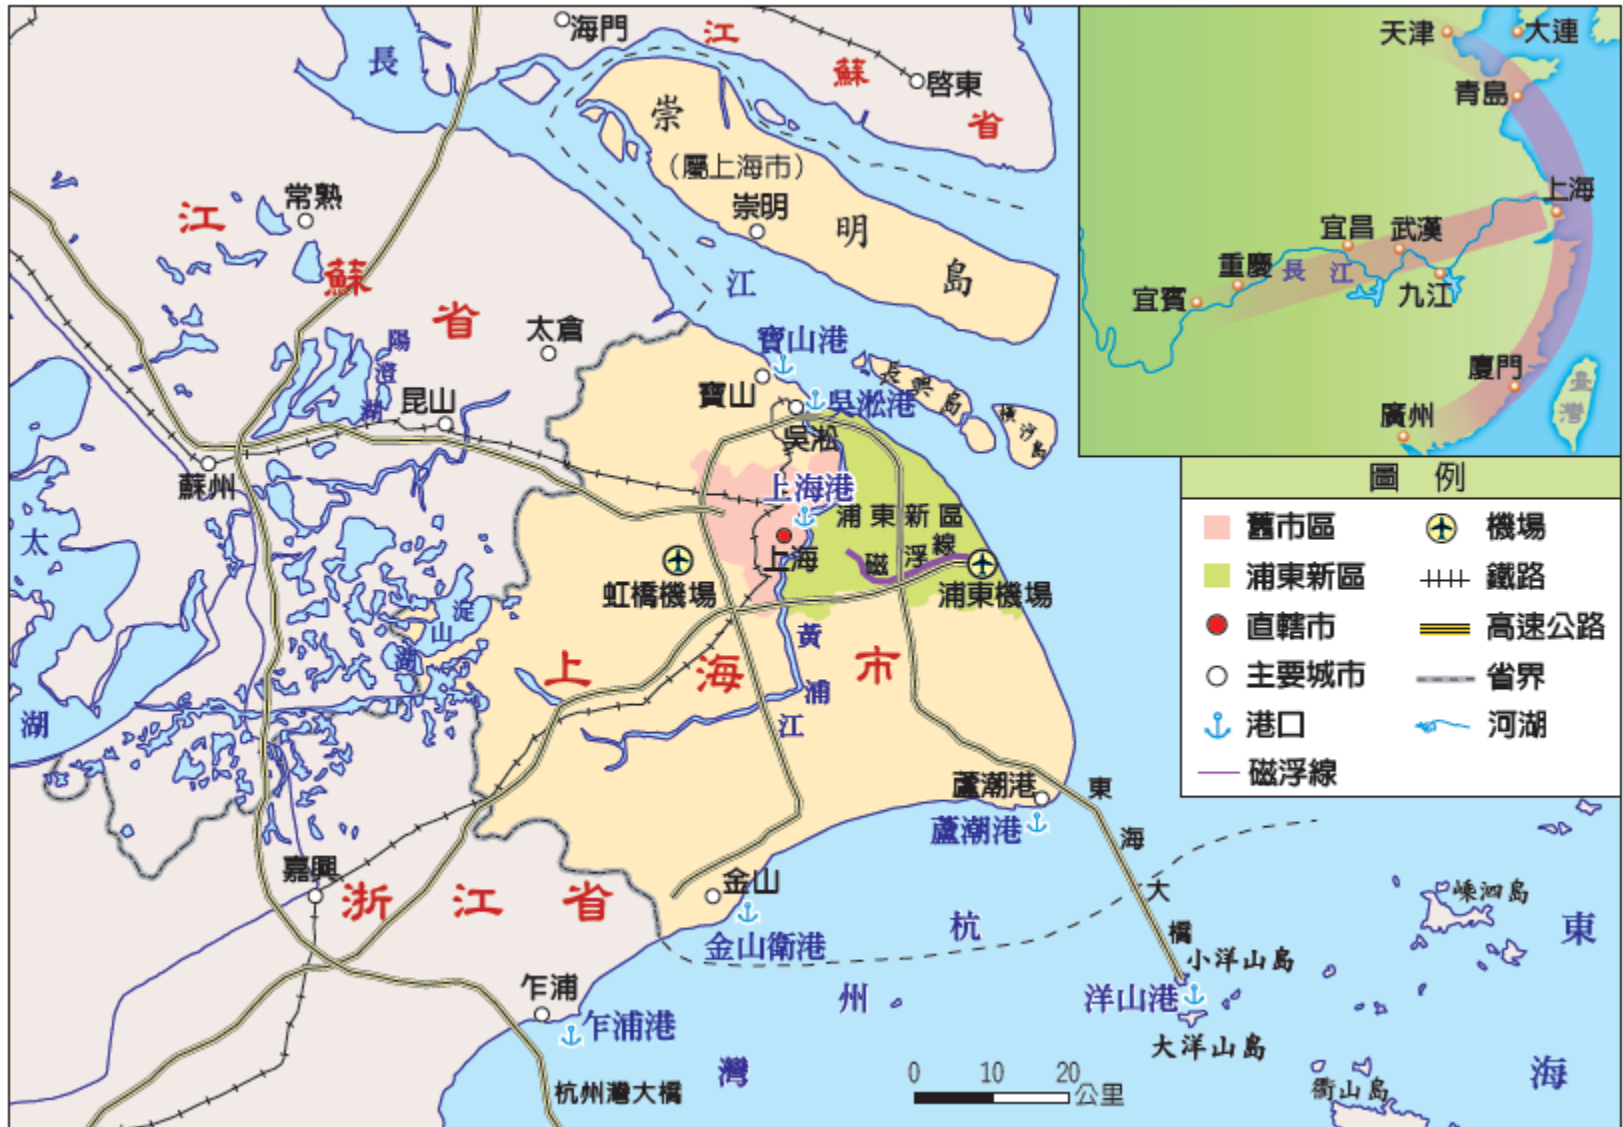 海門
江
蘇
省
啓東
長
江
崇
明
島
(屬上海市)
崇明
常熟
江
蘇
省
太倉
陽
澄
湖
昆山
蘇州
太
湖
淀
山
湖
寶山港
寶山
吳淞港
吳淞
長興島
橫沙島
上海港
上海
浦東新區
磁浮線
虹橋機場
浦東機場
上海市
黃
浦
江
蘆潮港
蘆潮港
東
海
大
橋
金山
金山衛港
嘉興
浙江省
乍浦
乍浦港
杭州灣大橋
杭
州
灣
小洋山島
洋山港
大洋山島
嵊泗島
衢山島
東
海
0 10 20
公里
天津
大連
青島
上海
宜昌
武漢
重慶
長江
宜賓
九江
廈門
廣州
臺
灣
圖例
舊市區
機場
浦東新區
鐵路
直轄市
高速公路
主要城市
省界
港口
河湖
磁浮線